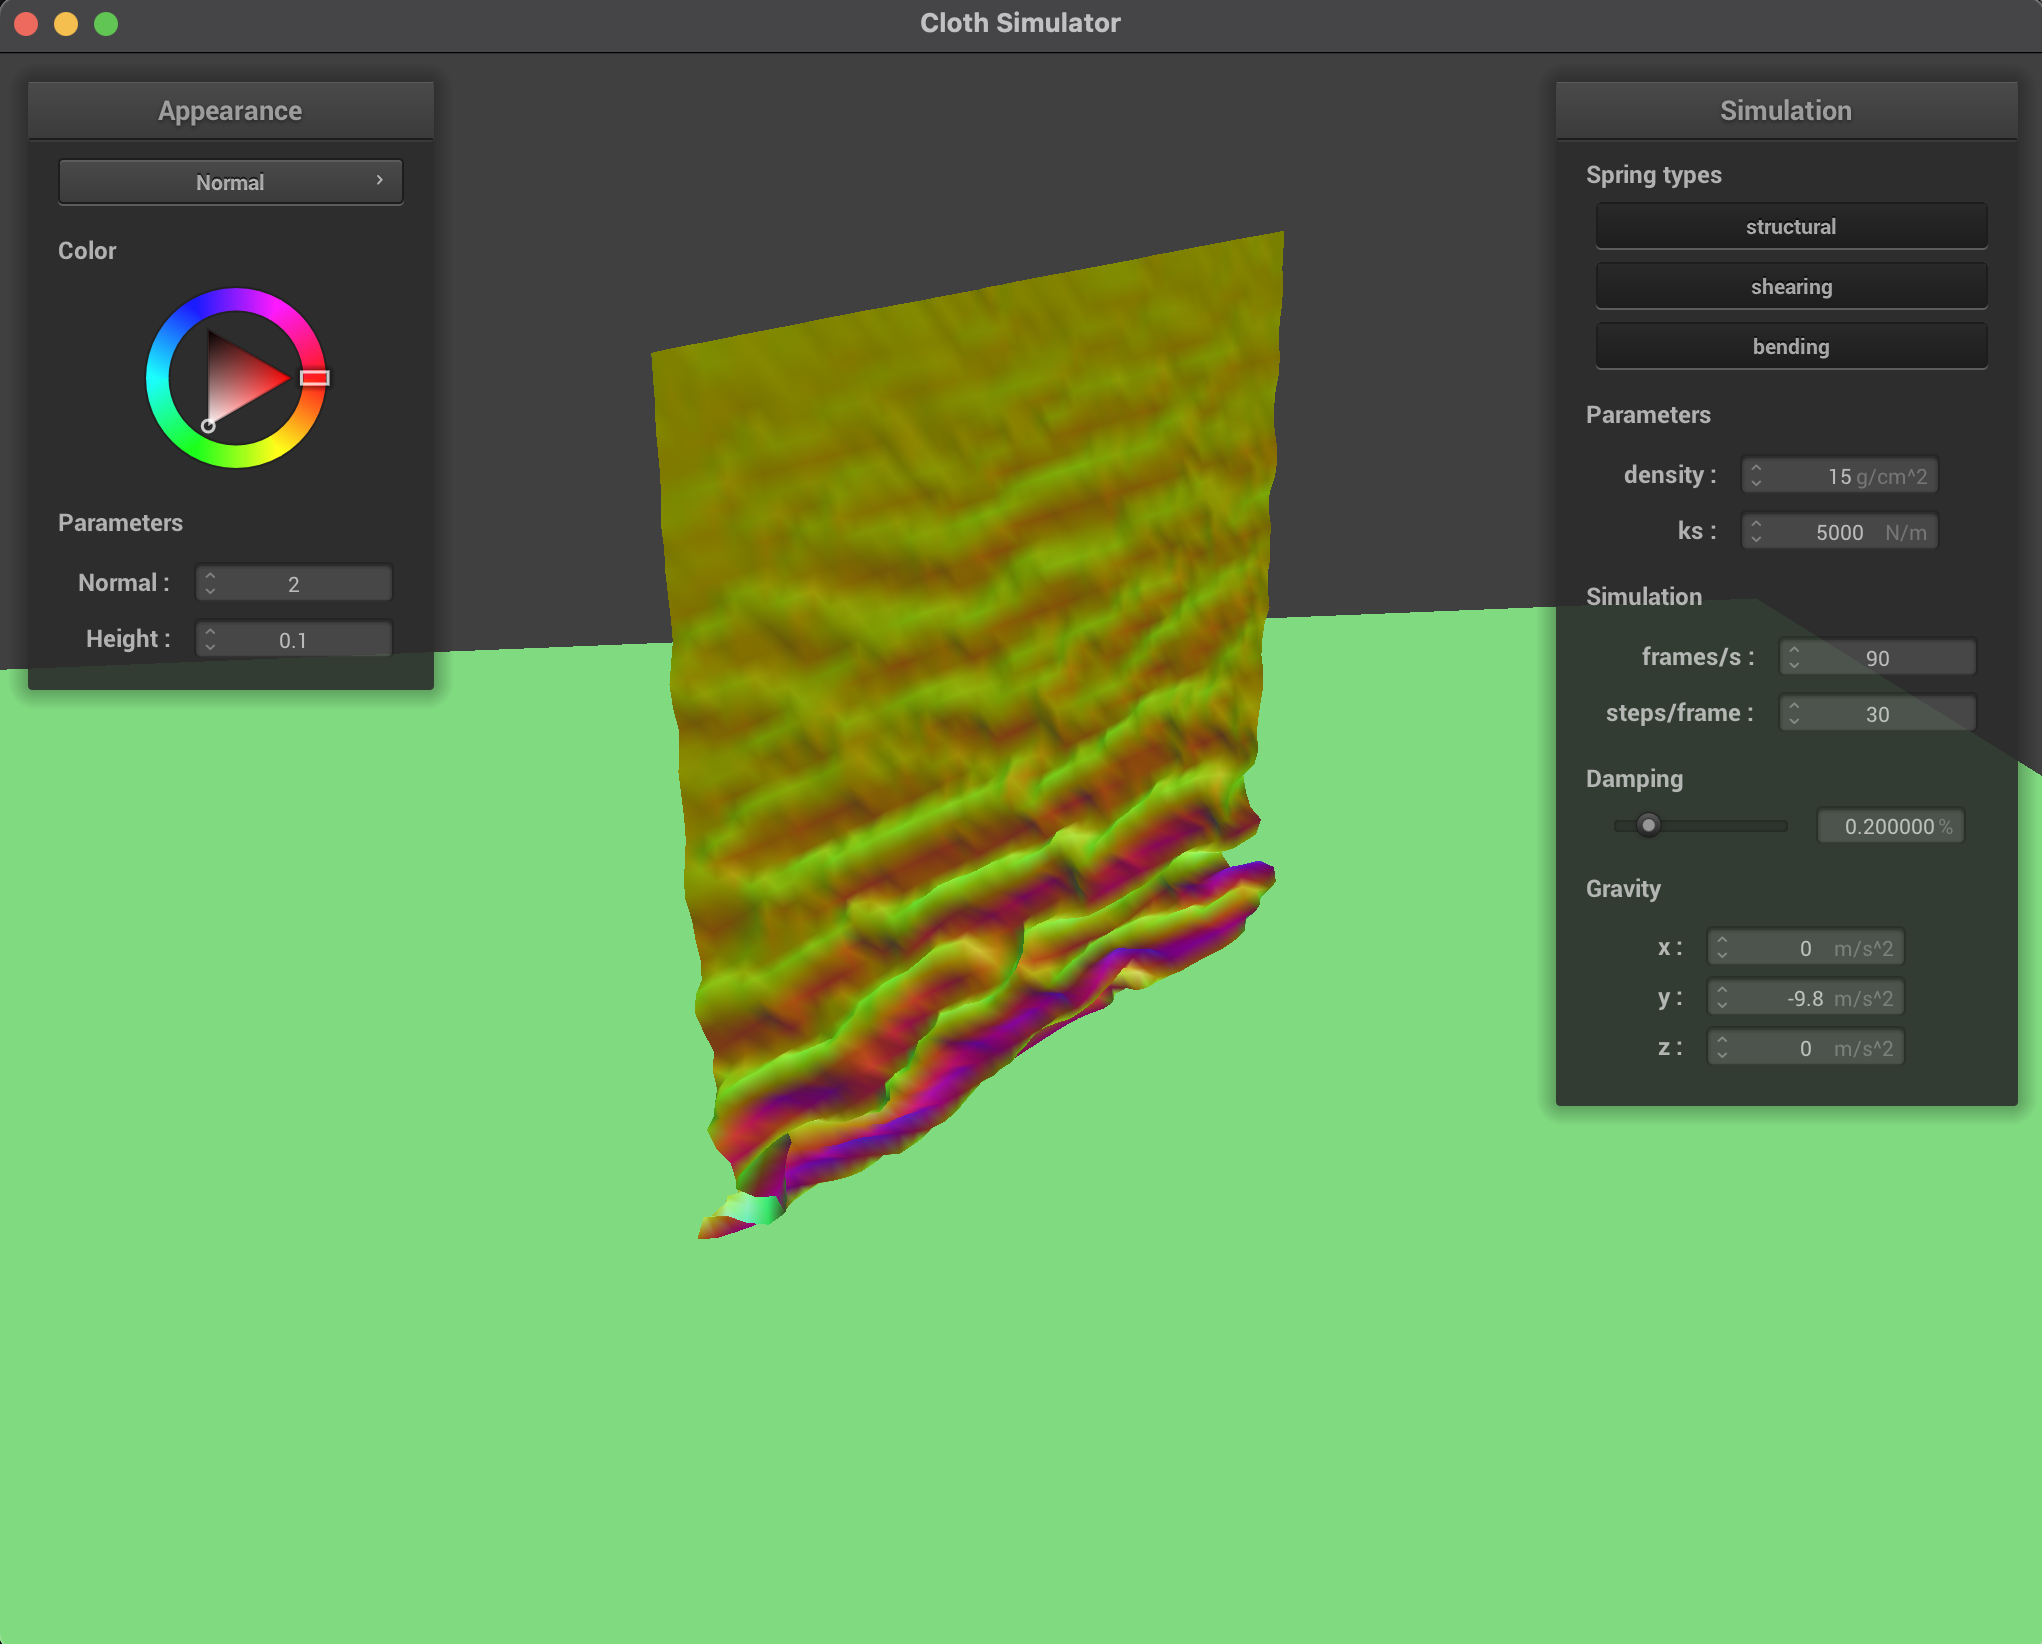 Cloth Simulator
Appearance
Normal
Color
Parameters
Normal : 2
Height : 0.1
Simulation
Spring types
structural
shearing
bending
Parameters
density : 15 g/cm^2
ks : 5000 N/m
Simulation
frames/s : 90
steps/frame : 30
Damping
0.200000 %
Gravity
x : 0 m/s^2
y : -9.8 m/s^2
z : 0 m/s^2